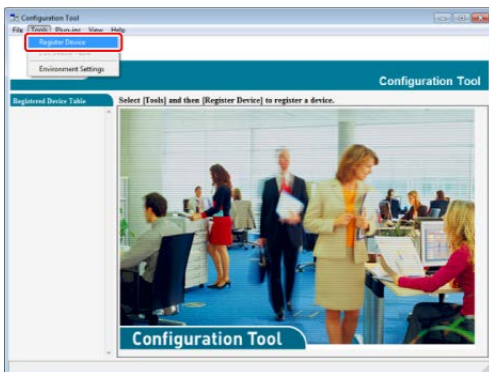 Configuration Tool
File Tools Plug-ins View Help
Register Device
Environment Settings
Configuration Tool
Registered Device Table
Select [Tools] and then [Register Device] to register a device.
Configuration Tool